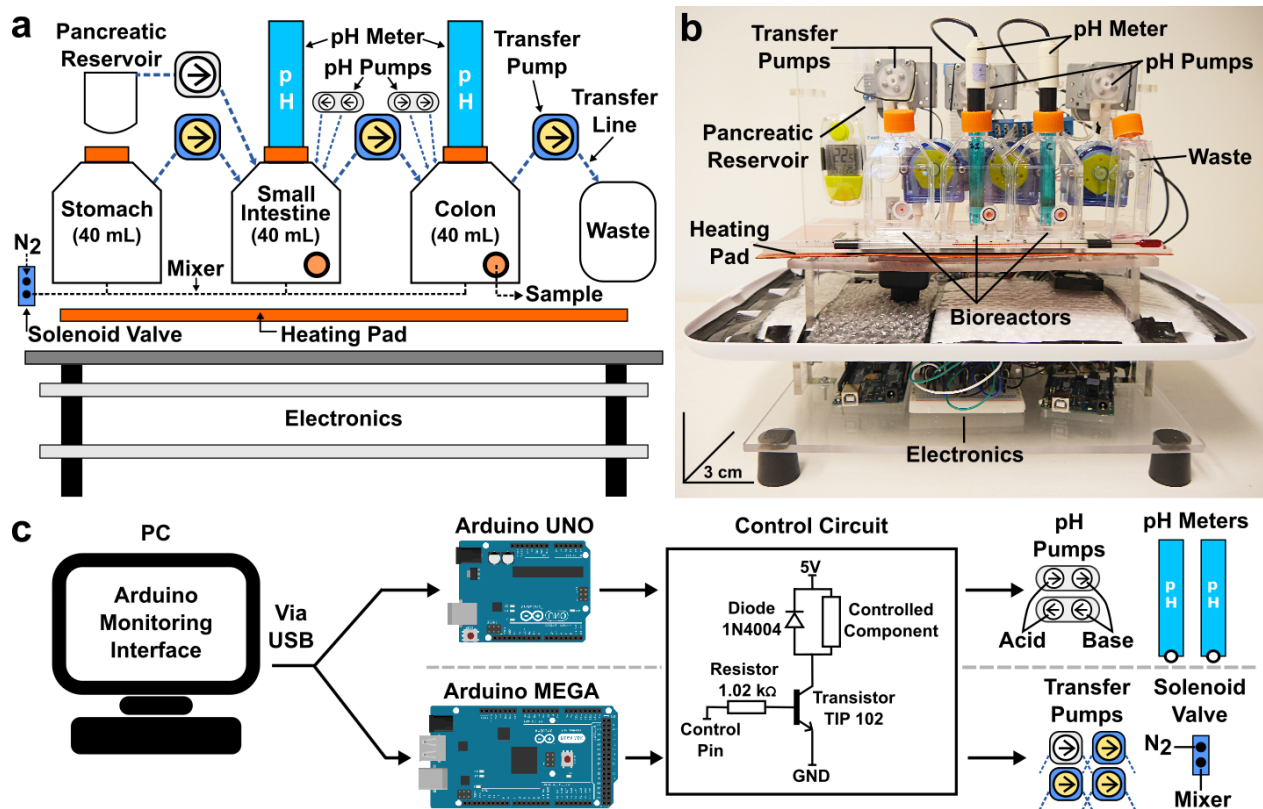 a
Pancreatic
Reservoir
pH Meter
pH Pumps
Transfer
Pump
Transfer
Line
pH
pH
Stomach
(40 mL)
Small
Intestine
(40 mL)
Colon
(40 mL)
Waste
N2
Mixer
Sample
Solenoid Valve
Heating Pad
Electronics
b
Transfer
Pumps
pH Meter
pH Pumps
Pancreatic
Reservoir
Waste
Heating
Pad
Bioreactors
Electronics
3 cm
c
PC
Arduino
Monitoring
Interface
Via
USB
Arduino UNO
Arduino MEGA
Control Circuit
5V
Diode
1N4004
Controlled
Component
Resistor
1.02 kΩ
Transistor
TIP 102
Control
Pin
GND
pH
Pumps
Acid
Base
pH Meters
pH
pH
Transfer
Pumps
Solenoid
Valve
N2
Mixer